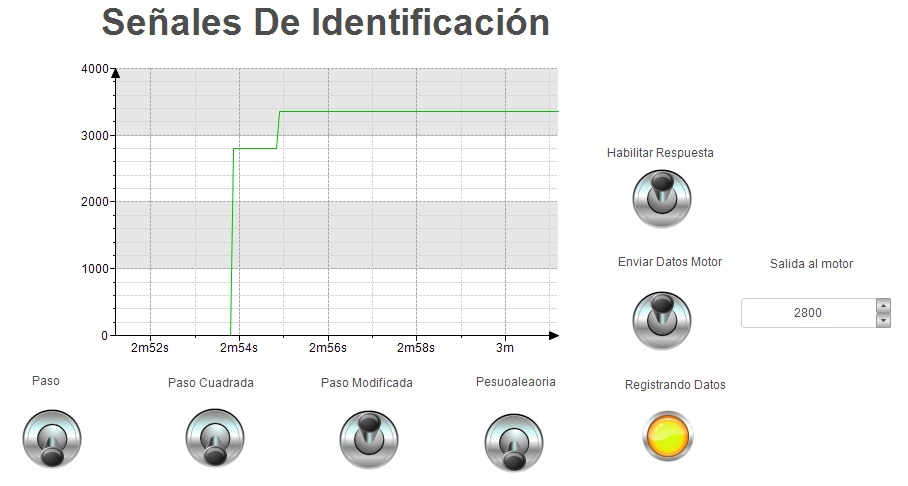 Señales De Identificación
4000
3000
2000
1000
0
2m52s 2m54s 2m56s 2m58s 3m
Habilitar Respuesta
Enviar Datos Motor
Salida al motor
2800
Paso
Paso Cuadrada
Paso Modificada
Pesuoaleaoria
Registrando Datos